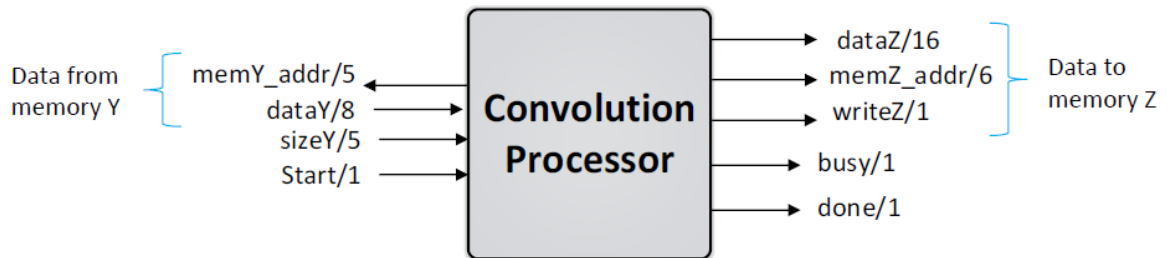 Data from
memory Y
memY_addr/5
dataY/8
sizeY/5
Start/1
Convolution
Processor
dataZ/16
memZ_addr/6
writeZ/1
busy/1
done/1
Data to
memory Z